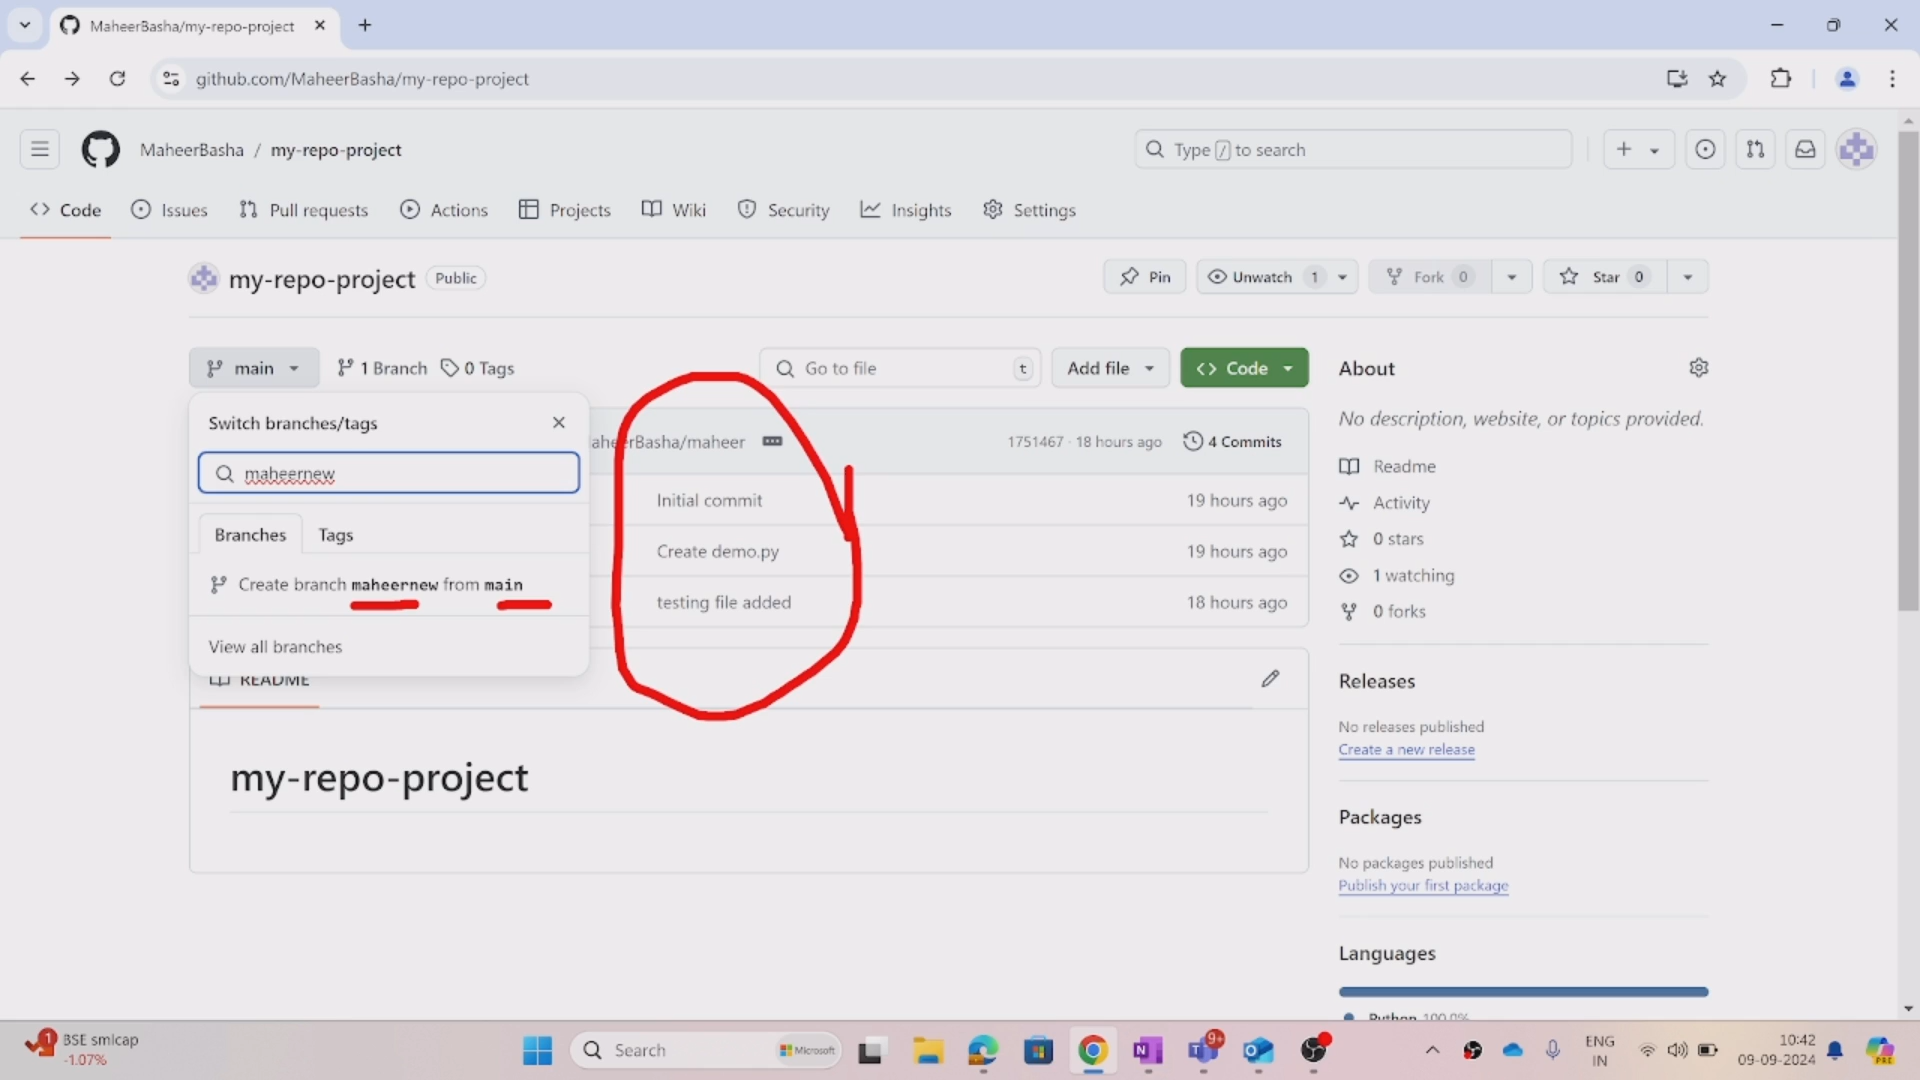 MaheerBasha/my-repo-project
github.com/MaheerBasha/my-repo-project
MaheerBasha / my-repo-project
Type / to search
Code
Issues
Pull requests
Actions
Projects
Wiki
Security
Insights
Settings
my-repo-project Public
Pin
Unwatch 1
Fork 0
Star 0
main
1 Branch
0 Tags
Go to file
t
Add file
Code
Switch branches/tags
maheernew
Branches
Tags
Create branch maheernew from main
View all branches
aheerBasha/maheer
1751467 · 18 hours ago
4 Commits
Initial commit
19 hours ago
Create demo.py
19 hours ago
testing file added
18 hours ago
README
my-repo-project
About
No description, website, or topics provided.
Readme
Activity
0 stars
1 watching
0 forks
Releases
No releases published
Create a new release
Packages
No packages published
Publish your first package
Languages
Python 100.0%
1
BSE smlcap
-1.07%
Search
Microsoft
9+
ENG
IN
10:42
09-09-2024
PRE